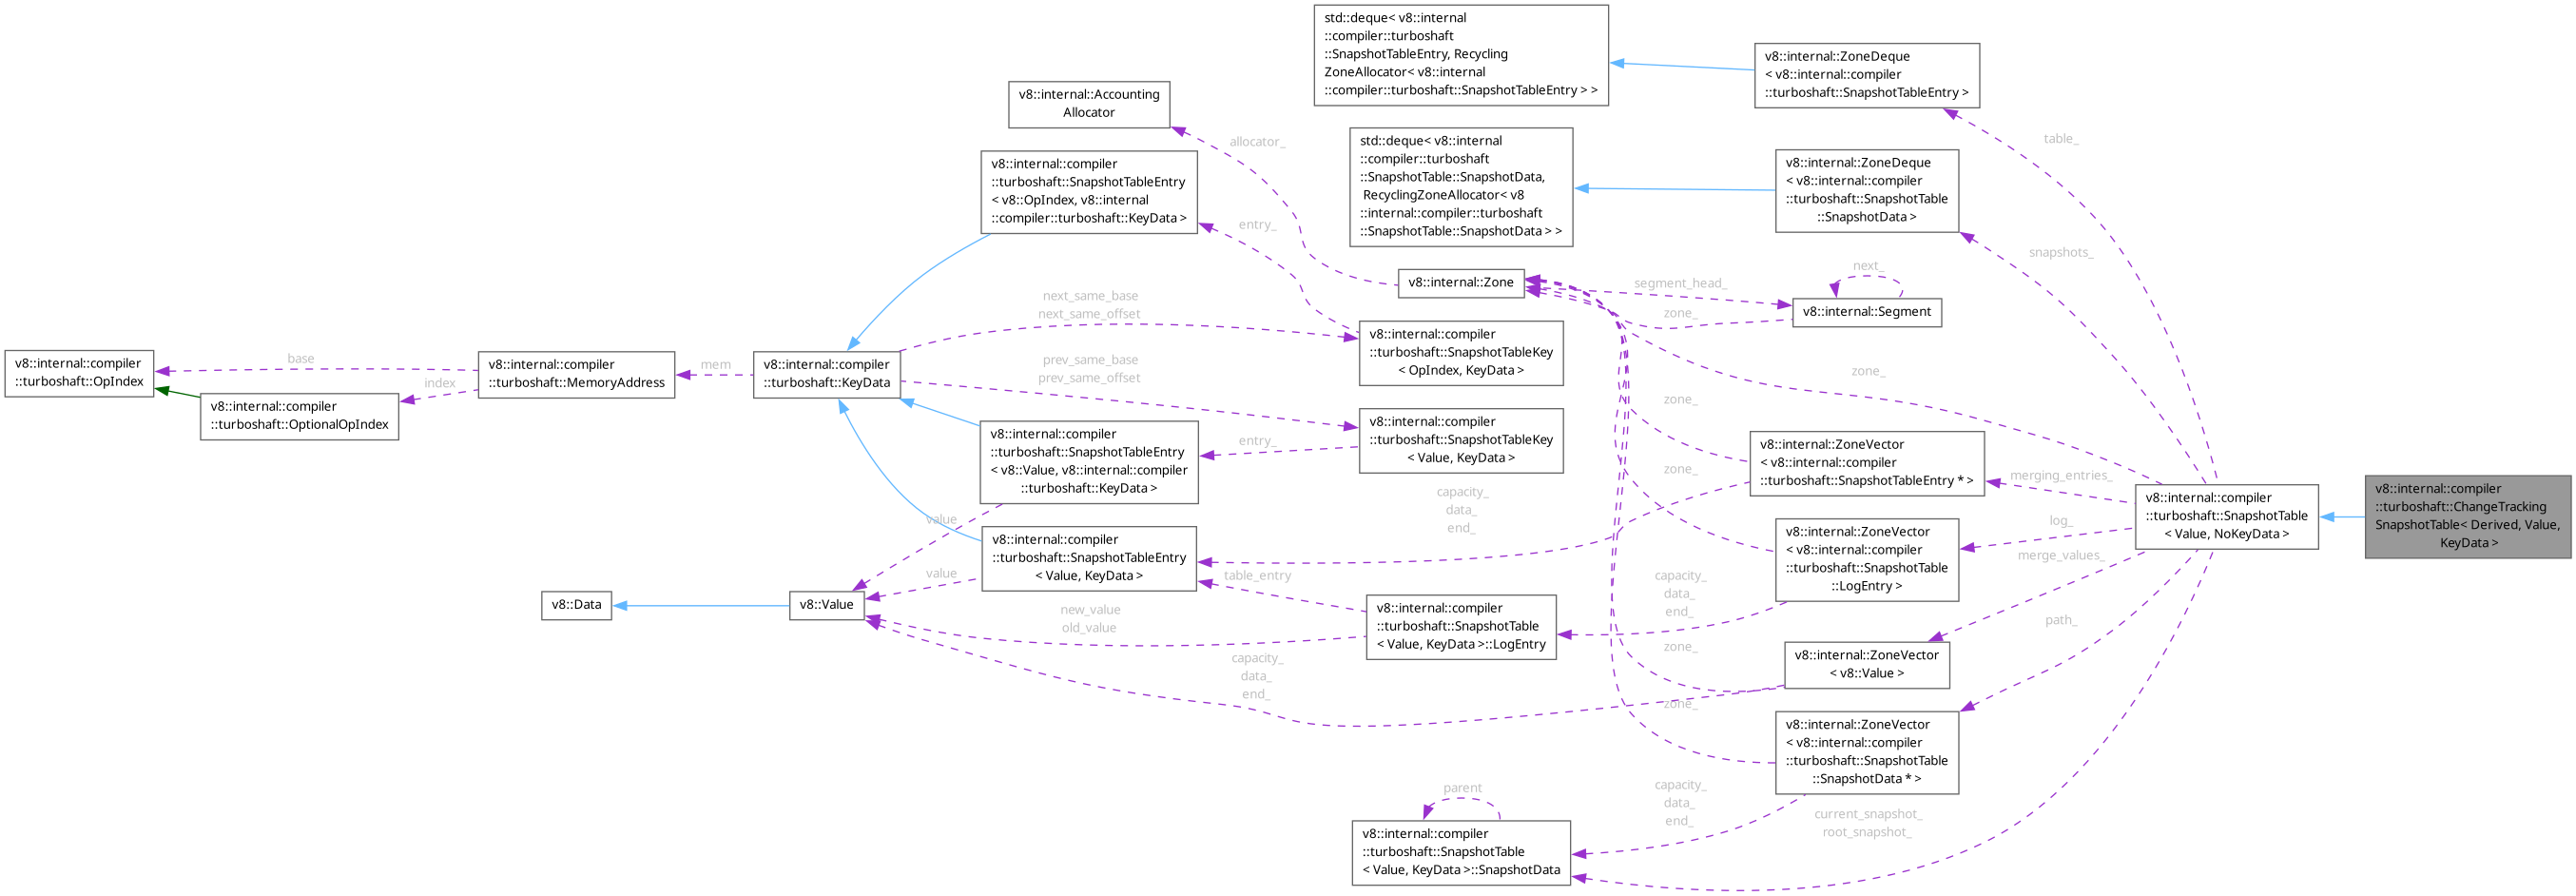 std::deque< v8::internal
::compiler::turboshaft
::SnapshotTableEntry, Recycling
ZoneAllocator< v8::internal
::compiler::turboshaft::SnapshotTableEntry > >
v8::internal::ZoneDeque
< v8::internal::compiler
::turboshaft::SnapshotTableEntry >
v8::internal::Accounting
Allocator
allocator_
table_
std::deque< v8::internal
::compiler::turboshaft
::SnapshotTable::SnapshotData,
RecyclingZoneAllocator< v8
::internal::compiler::turboshaft
::SnapshotTable::SnapshotData > >
v8::internal::ZoneDeque
< v8::internal::compiler
::turboshaft::SnapshotTable
::SnapshotData >
v8::internal::compiler
::turboshaft::SnapshotTableEntry
< v8::OpIndex, v8::internal
::compiler::turboshaft::KeyData >
entry_
snapshots_
v8::internal::Zone
segment_head_
zone_
next_
v8::internal::Segment
next_same_base
next_same_offset
v8::internal::compiler
::turboshaft::SnapshotTableKey
< OpIndex, KeyData >
v8::internal::compiler
::turboshaft::OpIndex
base
index
v8::internal::compiler
::turboshaft::OptionalOpIndex
v8::internal::compiler
::turboshaft::MemoryAddress
mem
v8::internal::compiler
::turboshaft::KeyData
prev_same_base
prev_same_offset
zone_
zone_
v8::internal::compiler
::turboshaft::SnapshotTableKey
< Value, KeyData >
entry_
v8::internal::compiler
::turboshaft::SnapshotTableEntry
< v8::Value, v8::internal::compiler
::turboshaft::KeyData >
v8::internal::ZoneVector
< v8::internal::compiler
::turboshaft::SnapshotTableEntry * >
merging_entries_
zone_
capacity_
data_
end_
v8::internal::compiler
::turboshaft::SnapshotTable
< Value, NoKeyData >
v8::internal::compiler
::turboshaft::ChangeTracking
SnapshotTable< Derived, Value,
KeyData >
value
v8::internal::compiler
::turboshaft::SnapshotTableEntry
< Value, KeyData >
value
table_entry
log_
merge_values_
v8::internal::ZoneVector
< v8::internal::compiler
::turboshaft::SnapshotTable
::LogEntry >
capacity_
data_
end_
v8::Data
v8::Value
new_value
old_value
v8::internal::compiler
::turboshaft::SnapshotTable
< Value, KeyData >::LogEntry
path_
zone_
v8::internal::ZoneVector
< v8::Value >
capacity_
data_
end_
zone_
v8::internal::ZoneVector
< v8::internal::compiler
::turboshaft::SnapshotTable
::SnapshotData * >
parent
capacity_
data_
end_
current_snapshot_
root_snapshot_
v8::internal::compiler
::turboshaft::SnapshotTable
< Value, KeyData >::SnapshotData